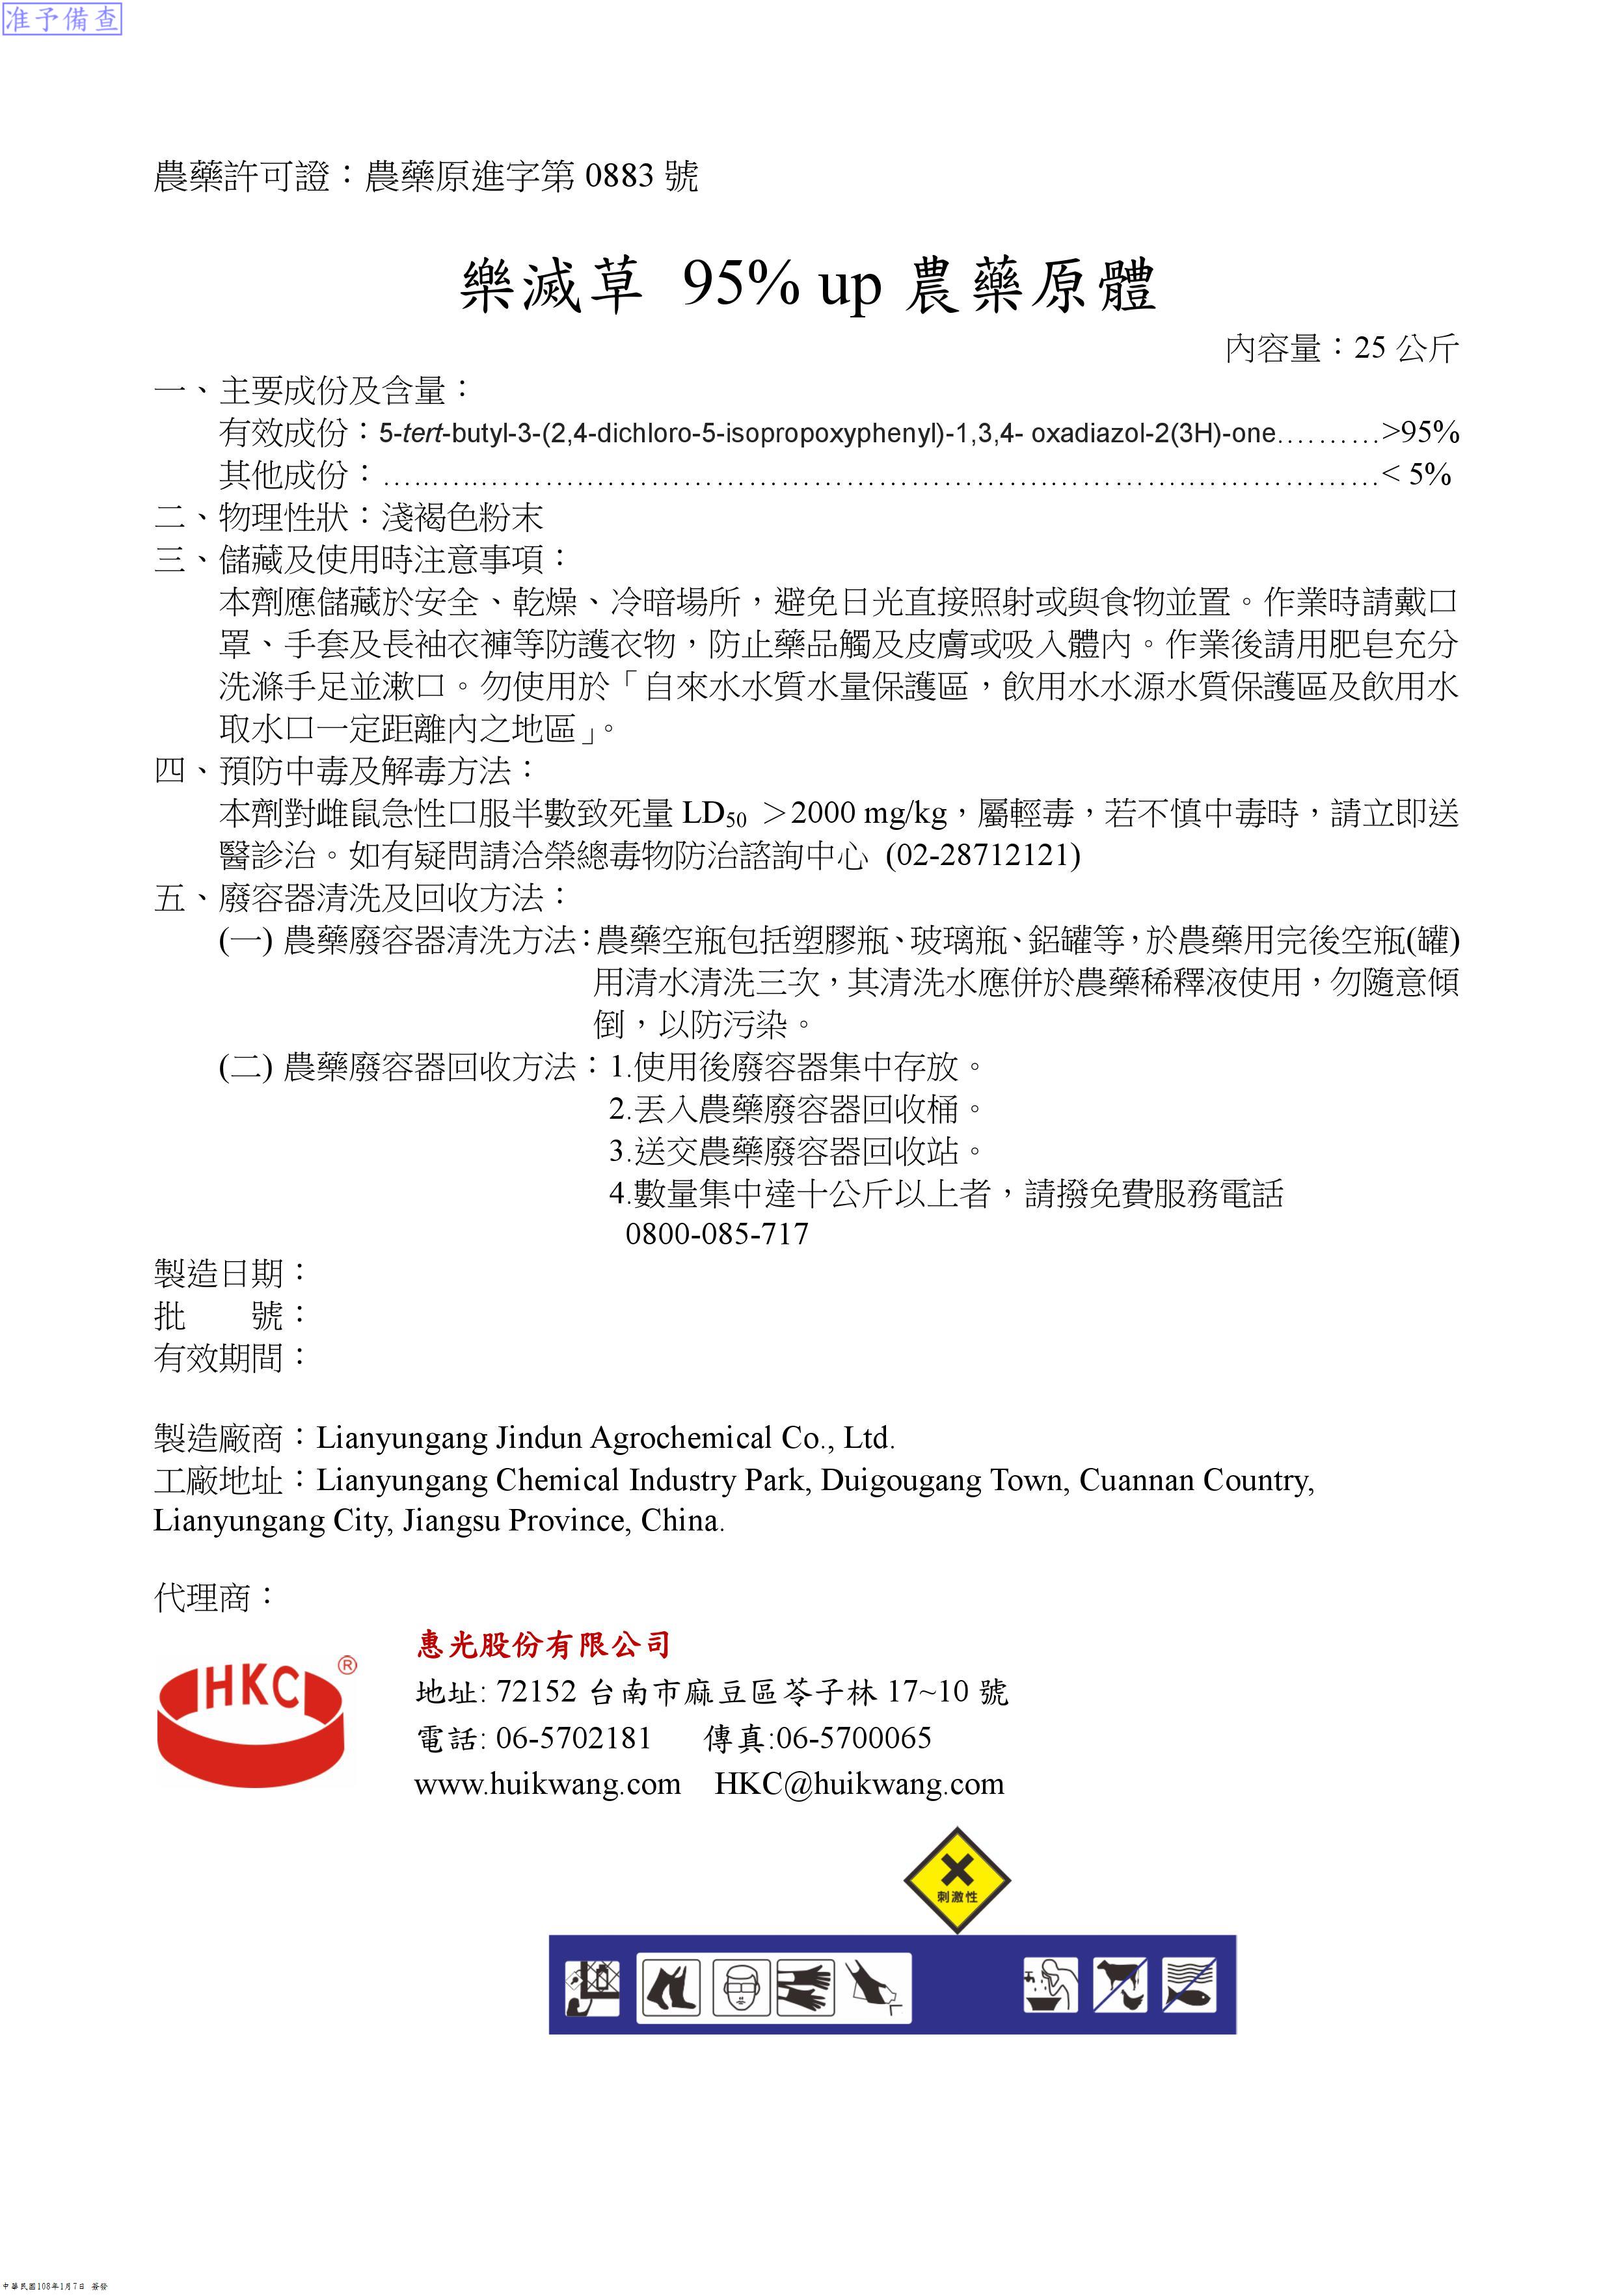 准予備查
農藥許可證：農藥原進字第 0883 號
樂滅草 95% up 農藥原體
內容量：25 公斤
一、主要成份及含量：
有效成份：5-tert-butyl-3-(2,4-dichloro-5-isopropoxyphenyl)-1,3,4- oxadiazol-2(3H)-one..........>95%
其他成份：................................................................................................< 5%
二、物理性狀：淺褐色粉末
三、儲藏及使用時注意事項：
本劑應儲藏於安全、乾燥、冷暗場所，避免日光直接照射或與食物並置。作業時請戴口
罩、手套及長袖衣褲等防護衣物，防止藥品觸及皮膚或吸入體內。作業後請用肥皂充分
洗滌手足並漱口。勿使用於「自來水水質水量保護區，飲用水水源水質保護區及飲用水
取水口一定距離內之地區」。
四、預防中毒及解毒方法：
本劑對雌鼠急性口服半數致死量 LD₅₀ ＞2000 mg/kg，屬輕毒，若不慎中毒時，請立即送
醫診治。如有疑問請洽榮總毒物防治諮詢中心 (02-28712121)
五、廢容器清洗及回收方法：
(一) 農藥廢容器清洗方法：農藥空瓶包括塑膠瓶、玻璃瓶、鋁罐等，於農藥用完後空瓶(罐)
用清水清洗三次，其清洗水應併於農藥稀釋液使用，勿隨意傾
倒，以防污染。
(二) 農藥廢容器回收方法：1.使用後廢容器集中存放。
2.丟入農藥廢容器回收桶。
3.送交農藥廢容器回收站。
4.數量集中達十公斤以上者，請撥免費服務電話
0800-085-717
製造日期：
批　　號：
有效期間：
製造廠商：Lianyungang Jindun Agrochemical Co., Ltd.
工廠地址：Lianyungang Chemical Industry Park, Duigougang Town, Cuannan Country,
Lianyungang City, Jiangsu Province, China.
代理商：
惠光股份有限公司
HKC ®
地址: 72152 台南市麻豆區苓子林 17~10 號
電話: 06-5702181 傳真:06-5700065
www.huikwang.com HKC@huikwang.com
刺激性
中華民國108年1月7日 簽發